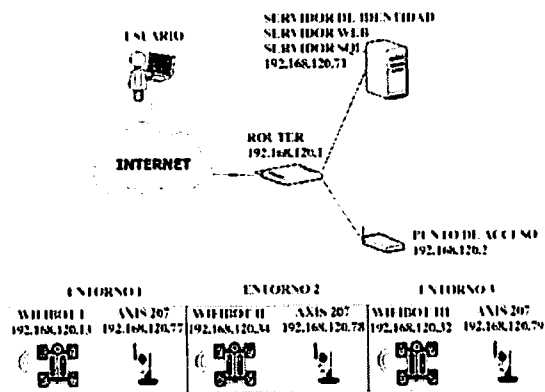 USUARIO
SERVIDOR DE IDENTIDAD
SERVIDOR WEB
SERVIDOR SQL
192.168.120.71
INTERNET
ROUTER
192.168.120.1
PUNTO DE ACCESO
192.168.120.2
ENTORNO 1
ENTORNO 2
ENTORNO 3
WIFIBOT I
192.168.120.13
AXIS 207
192.168.120.77
WIFIBOT II
192.168.120.34
AXIS 207
192.168.120.78
WIFIBOT III
192.168.120.32
AXIS 207
192.168.120.79